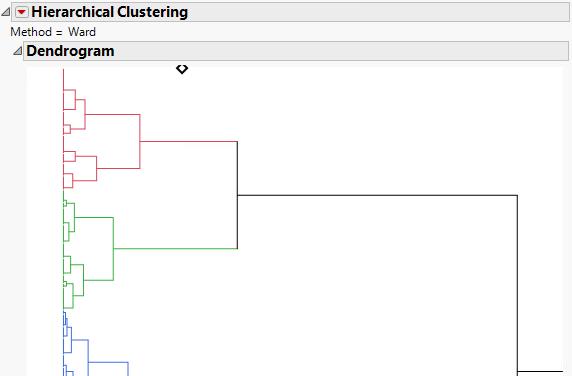 Hierarchical Clustering
Method = Ward
Dendrogram